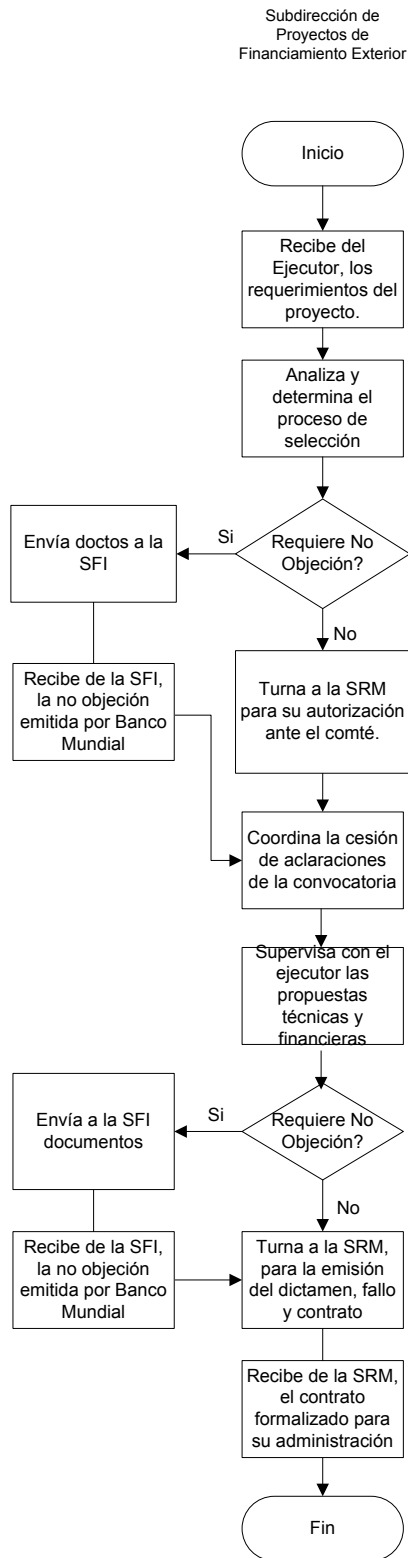 Subdirección de
Proyectos de
Financiamiento Exterior
Inicio
Recibe del
Ejecutor, los
requerimientos del
proyecto.
Analiza y
determina el
proceso de
selección
Requiere No
Objeción?
Si
Envía doctos a la
SFI
Recibe de la SFI,
la no objeción
emitida por Banco
Mundial
No
Turna a la SRM
para su autorización
ante el comté.
Coordina la cesión
de aclaraciones
de la convocatoria
Supervisa con el
ejecutor las
propuestas
técnicas y
financieras
Requiere No
Objeción?
Si
Envía a la SFI
documentos
Recibe de la SFI,
la no objeción
emitida por Banco
Mundial
No
Turna a la SRM,
para la emisión
del dictamen, fallo
y contrato
Recibe de la SRM,
el contrato
formalizado para
su administración
Fin